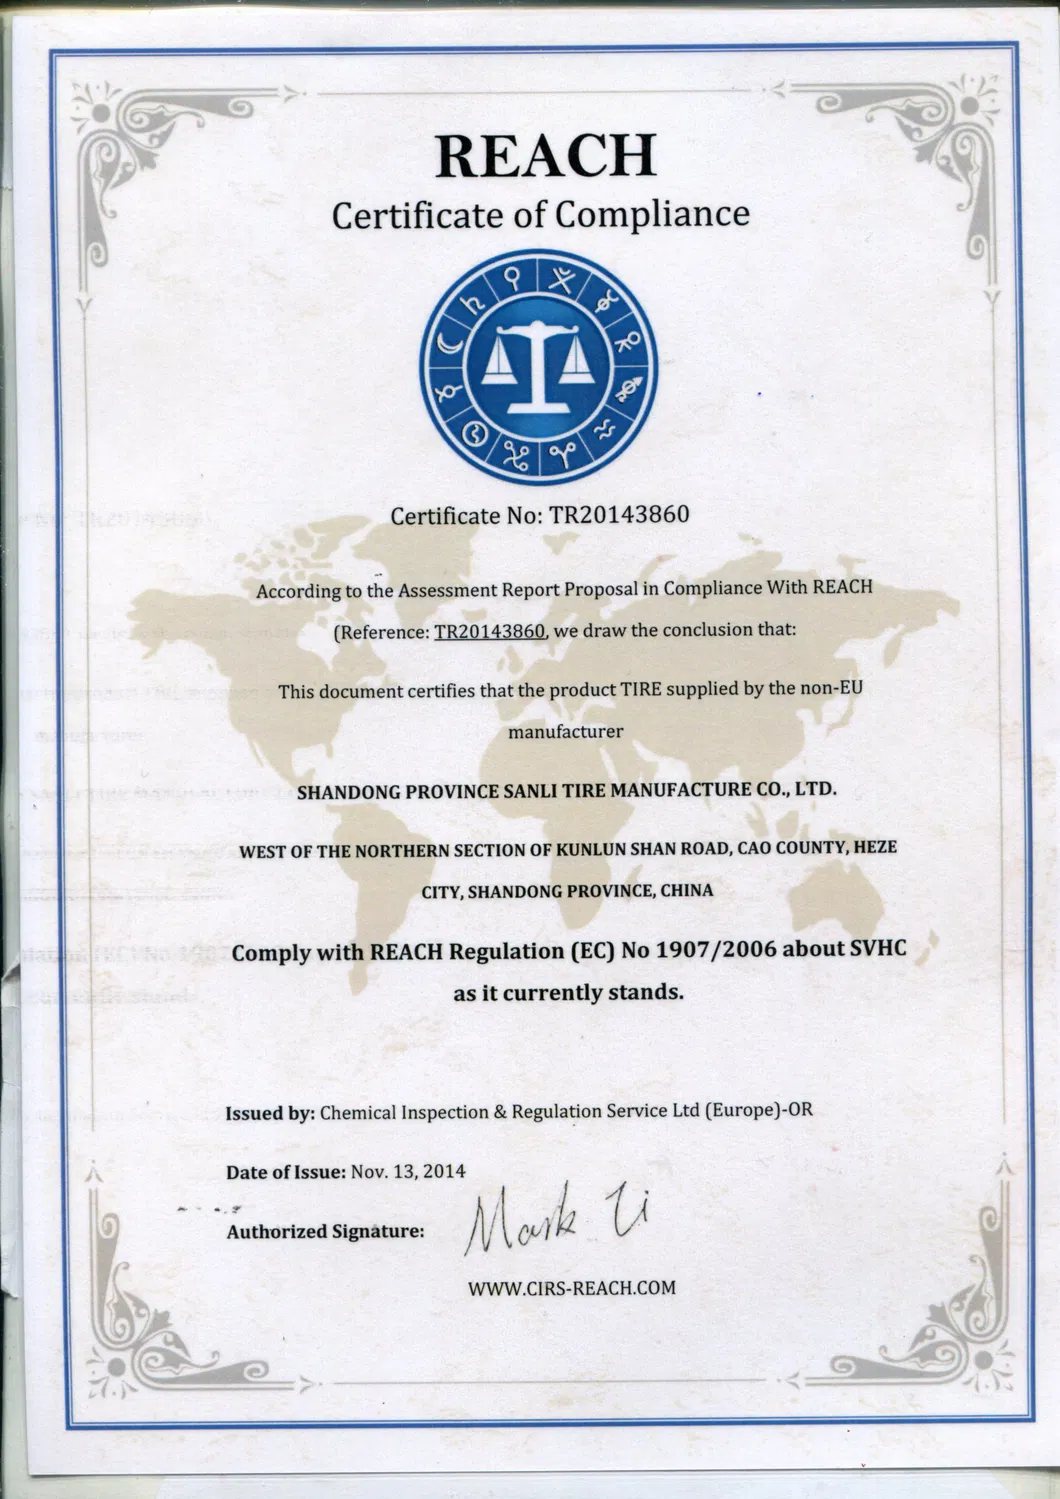 REACH
Certificate of Compliance
Certificate No: TR20143860
According to the Assessment Report Proposal in Compliance With REACH
(Reference: TR20143860, we draw the conclusion that:
This document certifies that the product TIRE supplied by the non-EU
manufacturer
SHANDONG PROVINCE SANLI TIRE MANUFACTURE CO., LTD.
WEST OF THE NORTHERN SECTION OF KUNLUN SHAN ROAD, CAO COUNTY, HEZE
CITY, SHANDONG PROVINCE, CHINA
Comply with REACH Regulation (EC) No 1907/2006 about SVHC
as it currently stands.
Issued by: Chemical Inspection & Regulation Service Ltd (Europe)-OR
Date of Issue: Nov. 13, 2014
Authorized Signature: Mark Li
WWW.CIRS-REACH.COM